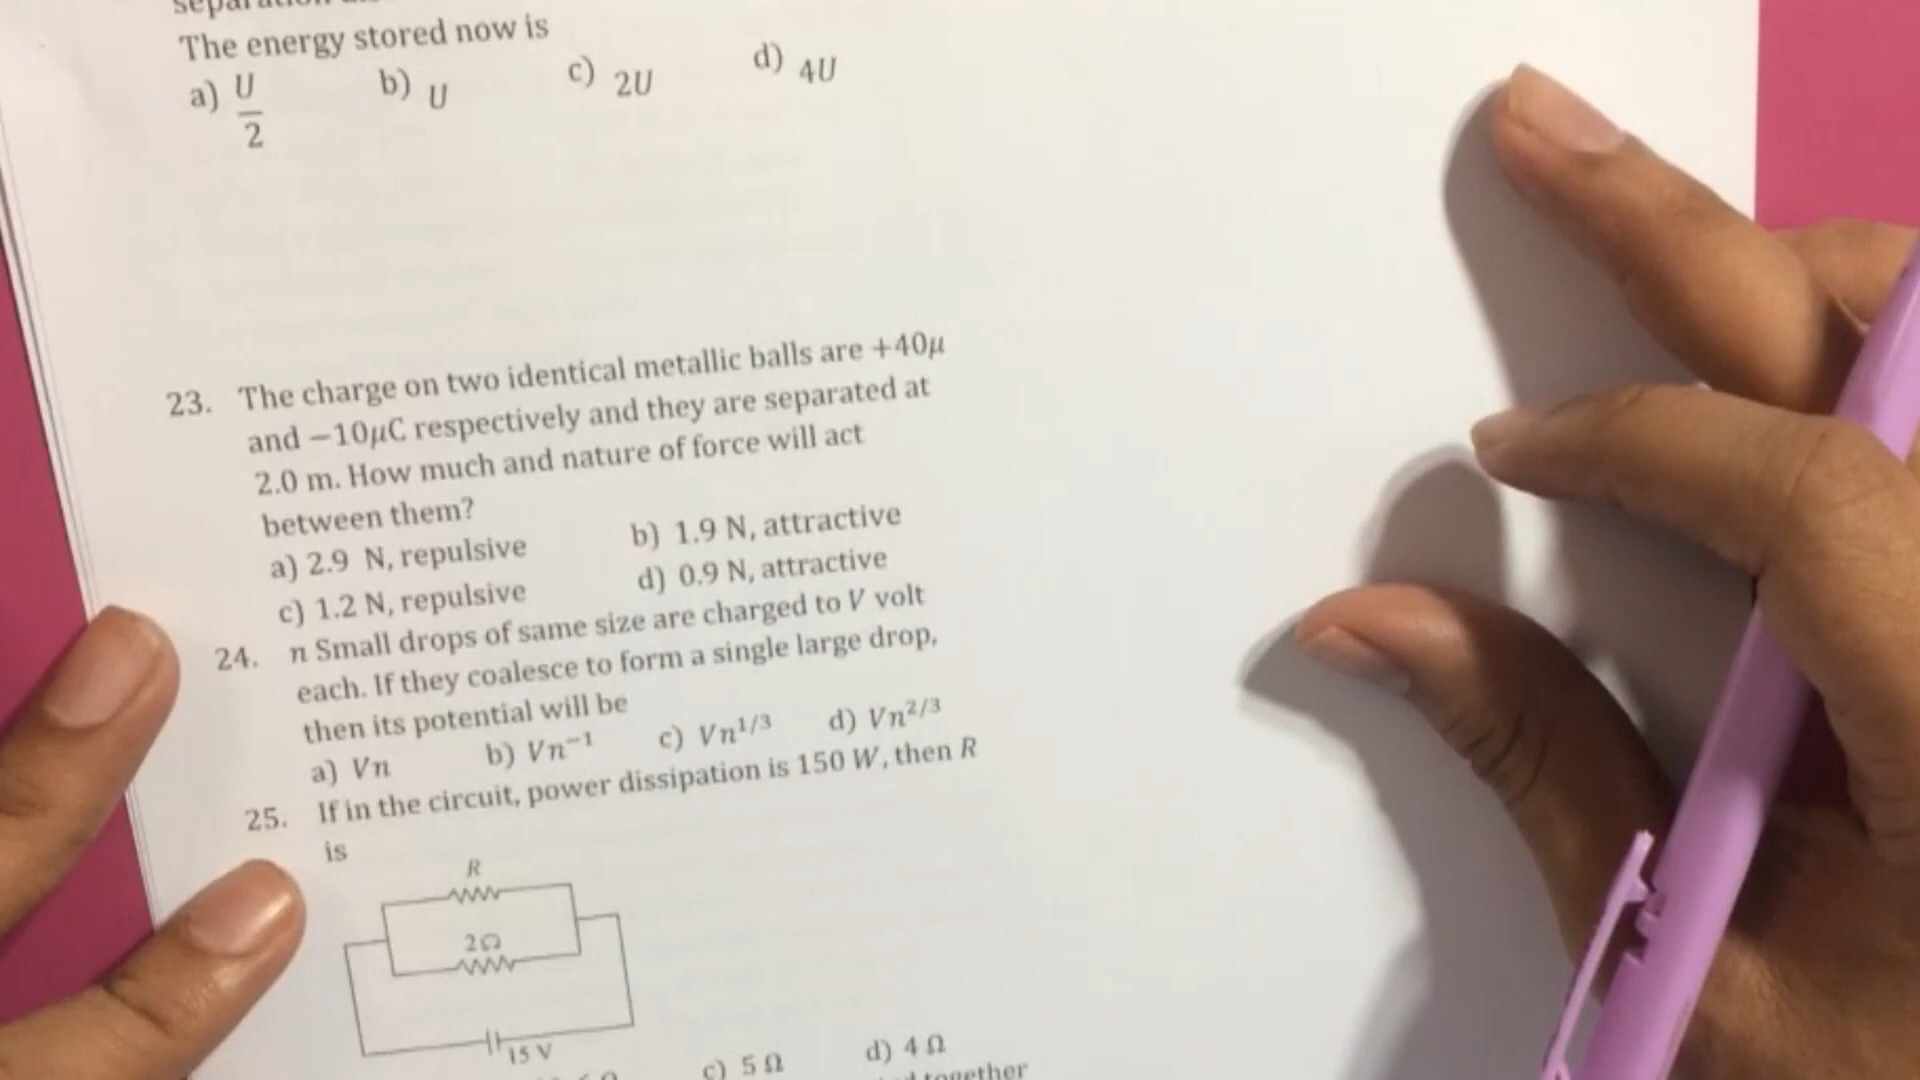 The energy stored now is
a) U/2 b) U c) 2U d) 4U
23. The charge on two identical metallic balls are +40μ
and −10μC respectively and they are separated at
2.0 m. How much and nature of force will act
between them?
a) 2.9 N, repulsive b) 1.9 N, attractive
c) 1.2 N, repulsive d) 0.9 N, attractive
24. n Small drops of same size are charged to V volt
each. If they coalesce to form a single large drop,
then its potential will be
a) Vn b) Vn⁻¹ c) Vn^1/3 d) Vn^2/3
25. If in the circuit, power dissipation is 150 W, then R
is
R
2Ω
15 V
c) 5 Ω d) 4 Ω
together